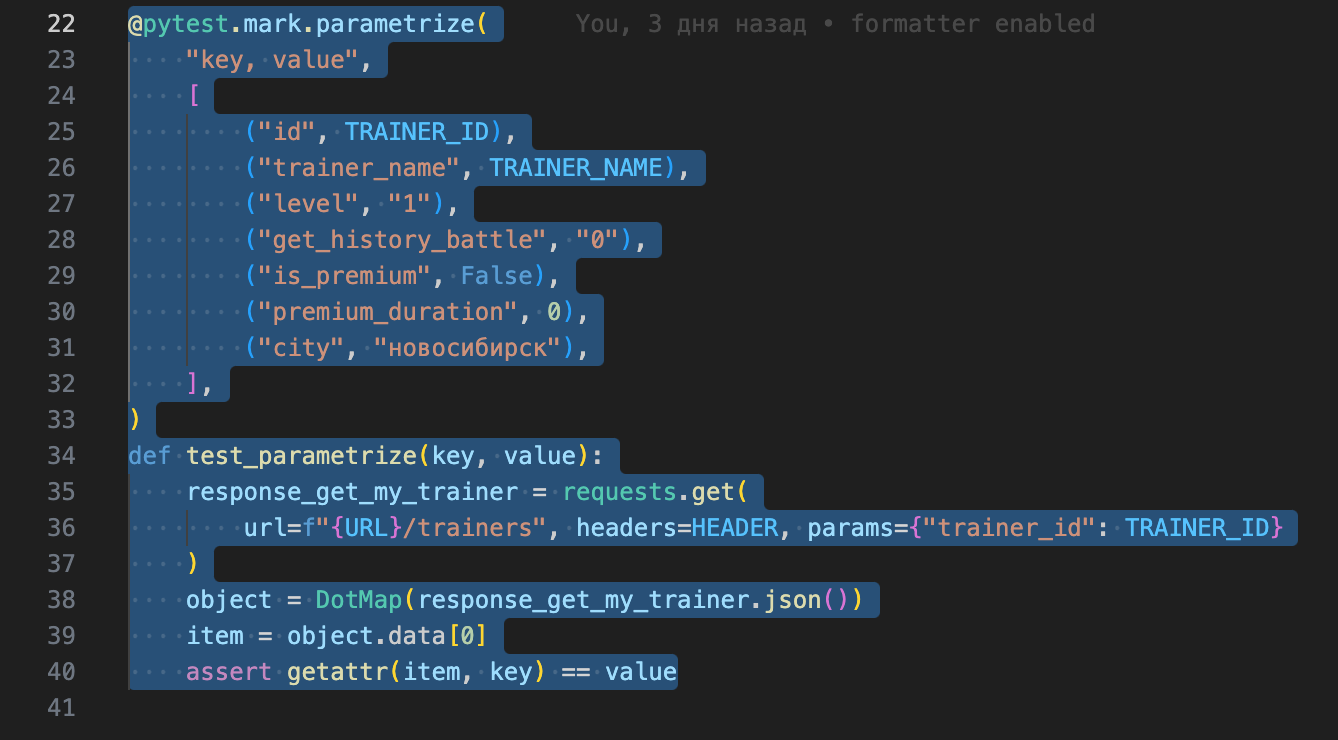 22 @pytest.mark.parametrize( You, 3 дня назад • formatter enabled
23     "key, value",
24     [
25         ("id", TRAINER_ID),
26         ("trainer_name", TRAINER_NAME),
27         ("level", "1"),
28         ("get_history_battle", "0"),
29         ("is_premium", False),
30         ("premium_duration", 0),
31         ("city", "новосибирск"),
32     ],
33 )
34 def test_parametrize(key, value):
35     response_get_my_trainer = requests.get(
36         url=f"{URL}/trainers", headers=HEADER, params={"trainer_id": TRAINER_ID}
37     )
38     object = DotMap(response_get_my_trainer.json())
39     item = object.data[0]
40     assert getattr(item, key) == value
41